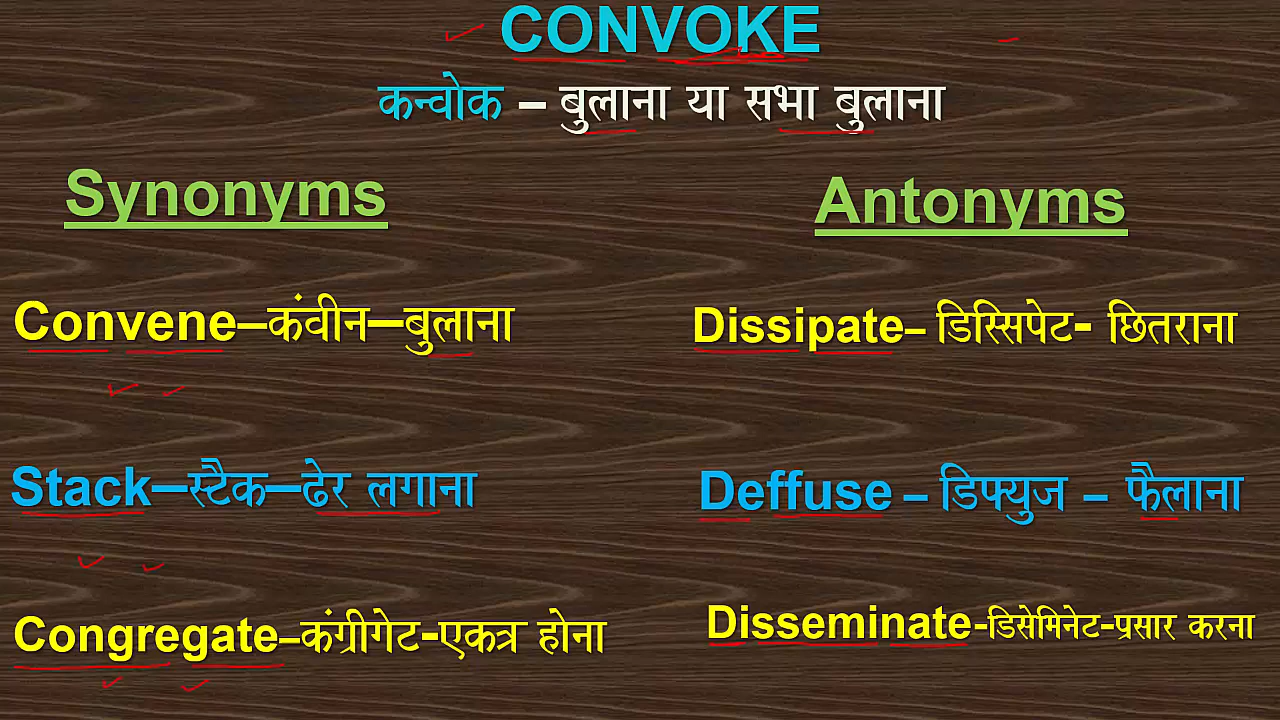 CONVOKE
कन्वोक – बुलाना या सभा बुलाना
Synonyms
Antonyms
Convene–कंवीन–बुलाना
Dissipate– डिस्सिपेट- छितराना
Stack–स्टैक–ढेर लगाना
Deffuse – डिफ्युज – फैलाना
Congregate–कंग्रीगेट-एकत्र होना
Disseminate-डिसेमिनेट-प्रसार करना